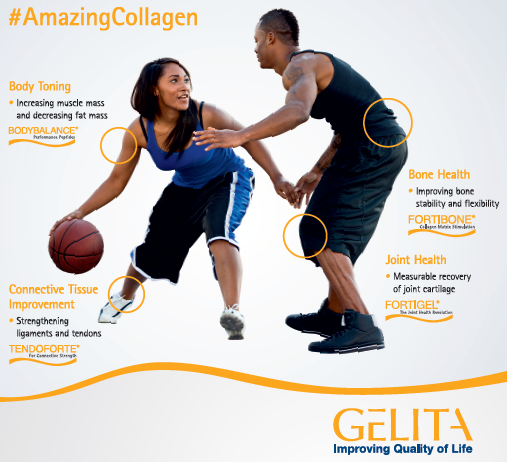 #AmazingCollagen
Body Toning
• Increasing muscle mass
and decreasing fat mass
BODYBALANCE®
Performance Peptides
Bone Health
• Improving bone
stability and flexibility
FORTIBONE®
Collagen Matrix Stimulation
Joint Health
• Measurable recovery
of joint cartilage
FORTIGEL®
The Joint Health Revolution
Connective Tissue
Improvement
• Strengthening
ligaments and tendons
TENDOFORTE®
For Connective Strength
GELITA
Improving Quality of Life